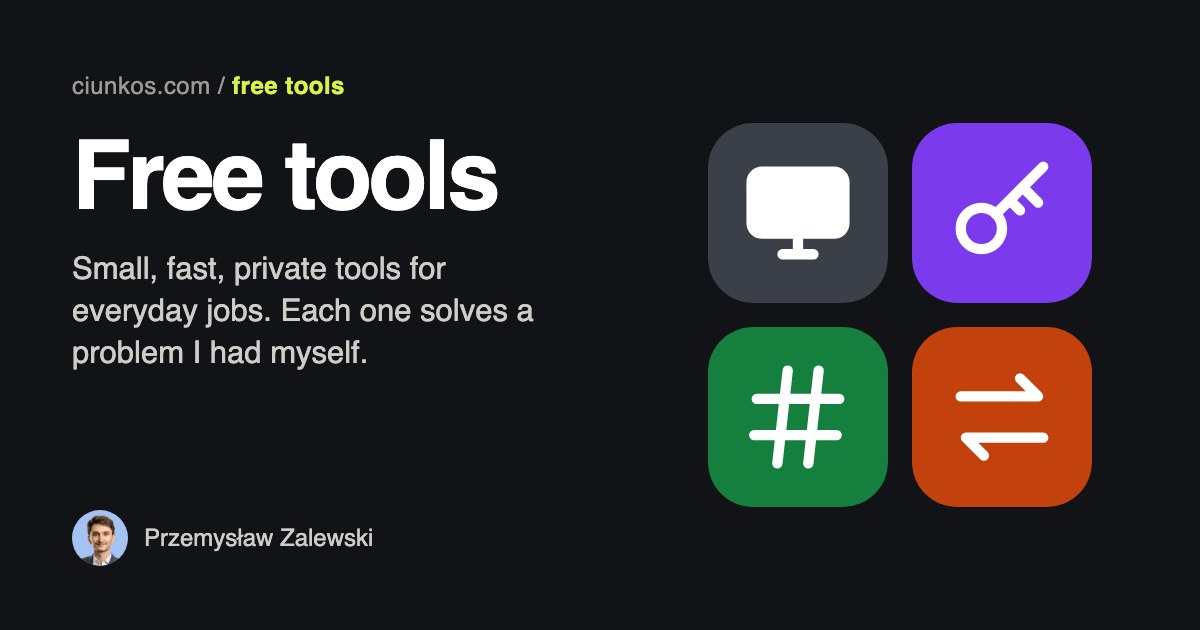 ciunkos.com / free tools
Free tools
Small, fast, private tools for
everyday jobs. Each one solves a
problem I had myself.
Przemysław Zalewski